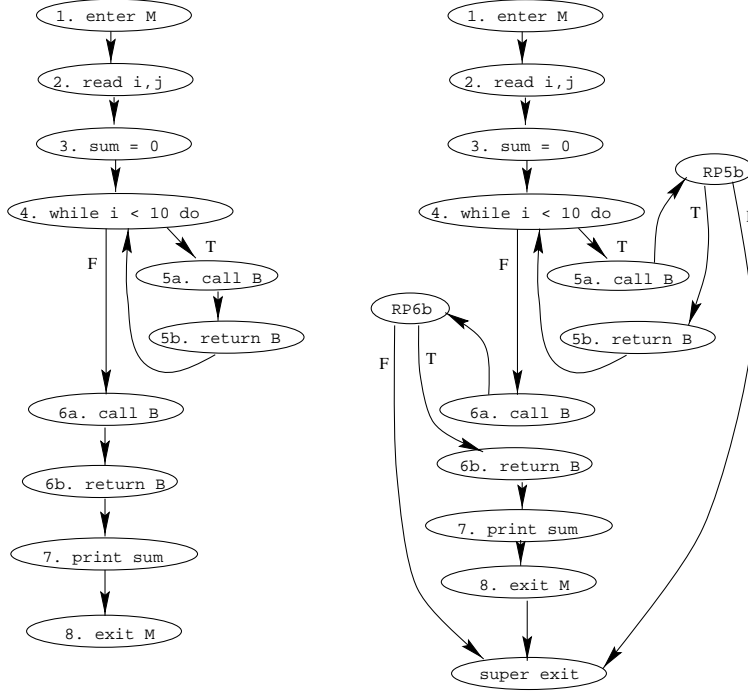 1. enter M
2. read i,j
3. sum = 0
4. while i < 10 do
T
F
5a. call B
5b. return B
6a. call B
6b. return B
7. print sum
8. exit M
1. enter M
2. read i,j
3. sum = 0
RP5b
4. while i < 10 do
T
T
F
5a. call B
RP6b
5b. return B
F
T
6a. call B
6b. return B
7. print sum
8. exit M
super exit